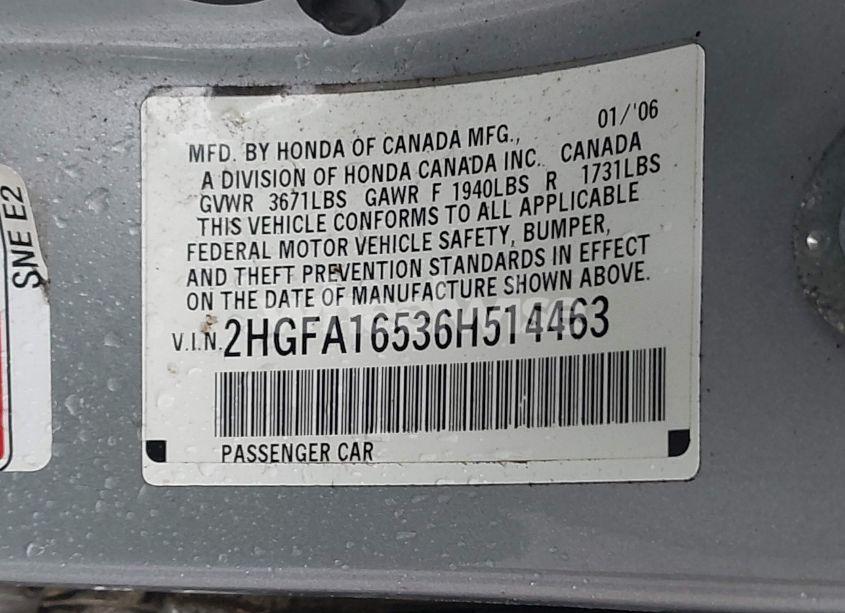 01/'06
MFD. BY HONDA OF CANADA MFG.,
A DIVISION OF HONDA CANADA INC. CANADA
GVWR 3671LBS GAWR F 1940LBS R 1731LBS
THIS VEHICLE CONFORMS TO ALL APPLICABLE
FEDERAL MOTOR VEHICLE SAFETY, BUMPER,
AND THEFT PREVENTION STANDARDS IN EFFECT
ON THE DATE OF MANUFACTURE SHOWN ABOVE.
V.I.N. 2HGFA16536H514463
PASSENGER CAR
SNE E2